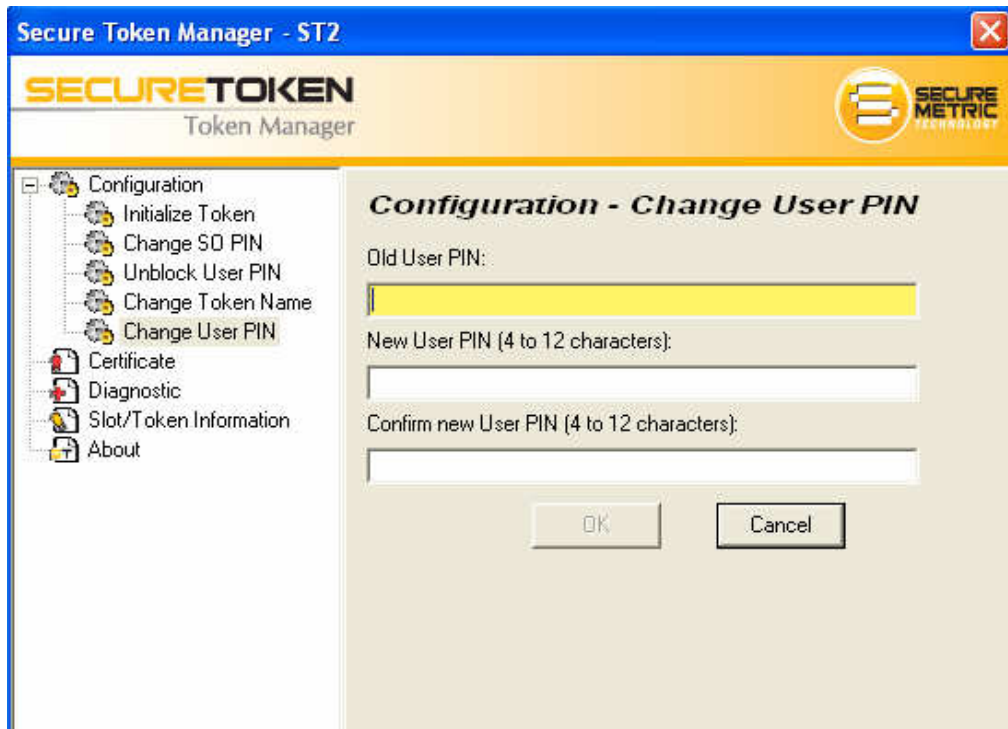 Secure Token Manager - ST2
SECURETOKEN
Token Manager
SECURE
METRIC
TECHNOLOGY
Configuration
Initialize Token
Change SO PIN
Unblock User PIN
Change Token Name
Change User PIN
Certificate
Diagnostic
Slot/Token Information
About
Configuration - Change User PIN
Old User PIN:
New User PIN (4 to 12 characters):
Confirm new User PIN (4 to 12 characters):
OK
Cancel